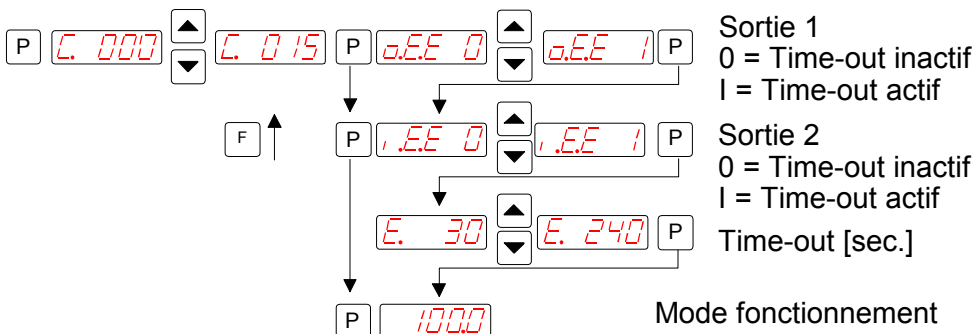 P C. 000 C. 015 P o.E.E 0 o.E.E 1 P Sortie 1
0 = Time-out inactif
I = Time-out actif
F P ı.E.E 0 ı.E.E 1 P Sortie 2
0 = Time-out inactif
I = Time-out actif
E. 30 E. 240 P Time-out [sec.]
P 100.0 Mode fonctionnement